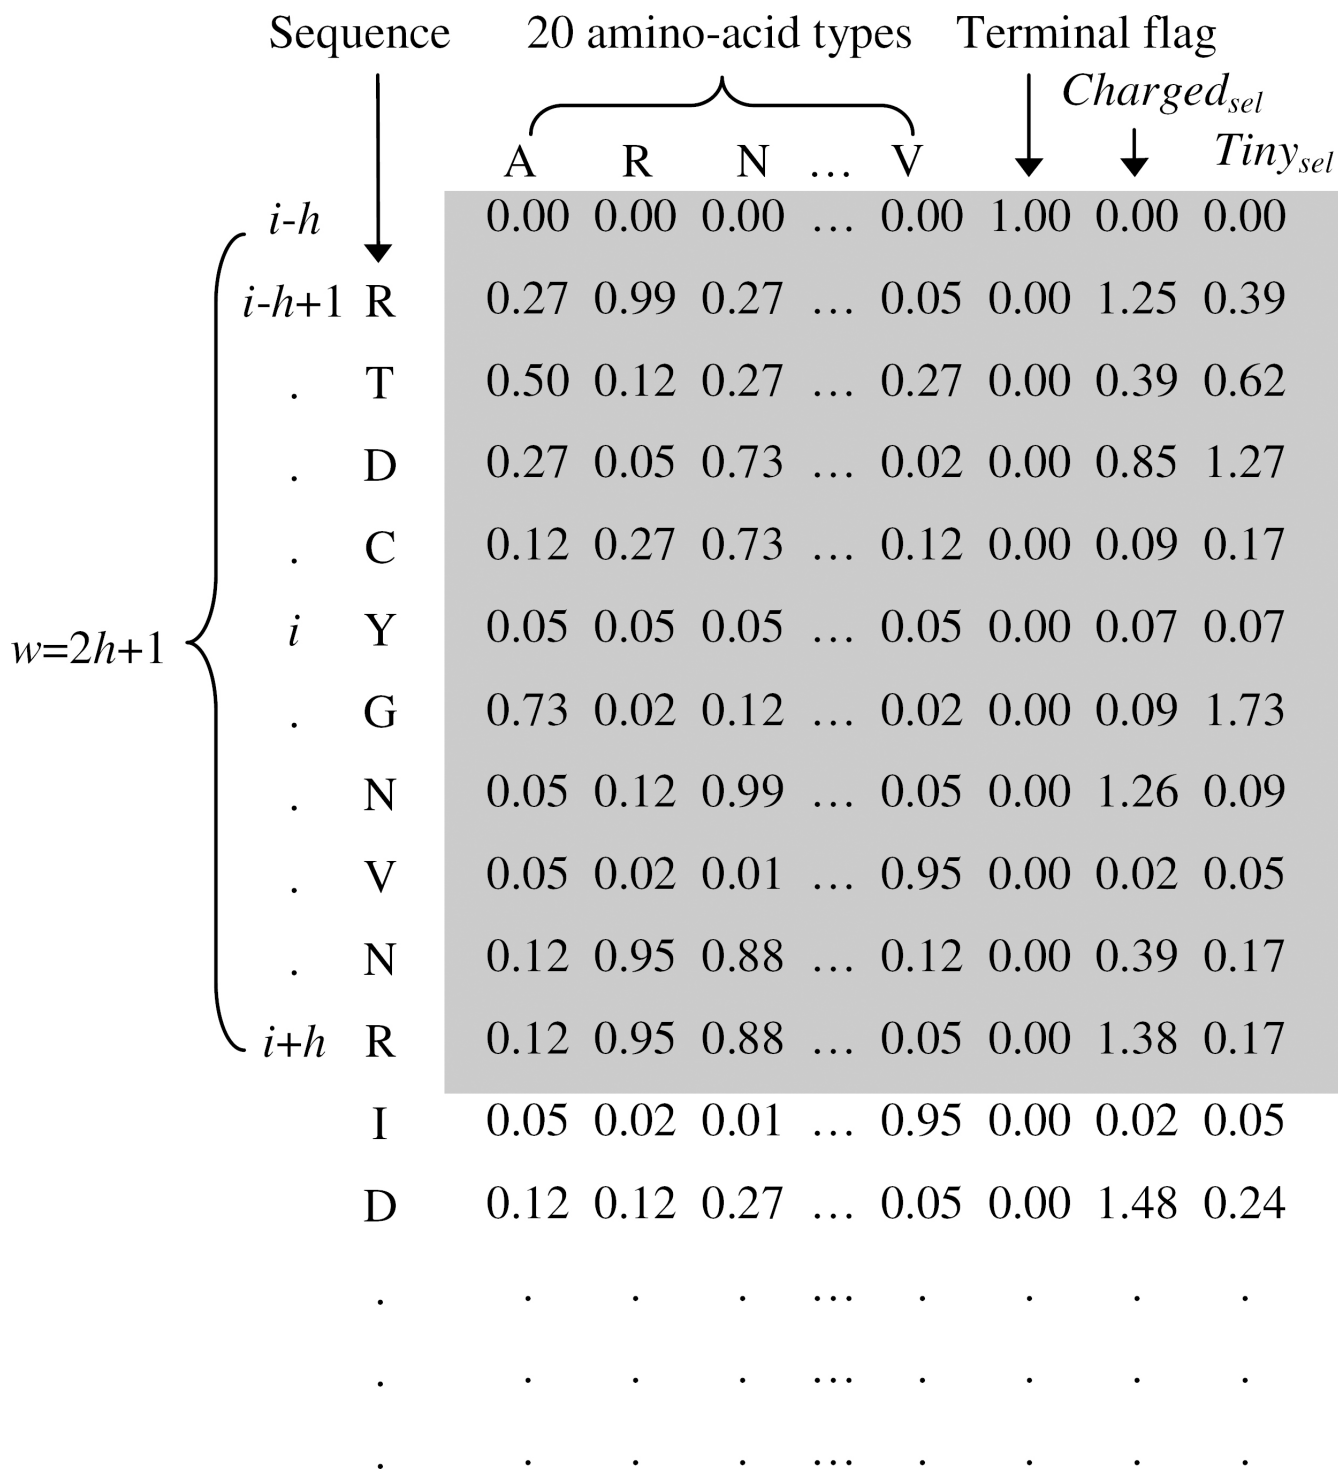 Sequence 20 amino-acid types Terminal flag
Charged_sel
Tiny_sel
A R N … V
i-h 0.00 0.00 0.00 … 0.00 1.00 0.00 0.00
i-h+1 R 0.27 0.99 0.27 … 0.05 0.00 1.25 0.39
. T 0.50 0.12 0.27 … 0.27 0.00 0.39 0.62
. D 0.27 0.05 0.73 … 0.02 0.00 0.85 1.27
. C 0.12 0.27 0.73 … 0.12 0.00 0.09 0.17
w=2h+1 i Y 0.05 0.05 0.05 … 0.05 0.00 0.07 0.07
. G 0.73 0.02 0.12 … 0.02 0.00 0.09 1.73
. N 0.05 0.12 0.99 … 0.05 0.00 1.26 0.09
. V 0.05 0.02 0.01 … 0.95 0.00 0.02 0.05
. N 0.12 0.95 0.88 … 0.12 0.00 0.39 0.17
i+h R 0.12 0.95 0.88 … 0.05 0.00 1.38 0.17
I 0.05 0.02 0.01 … 0.95 0.00 0.02 0.05
D 0.12 0.12 0.27 … 0.05 0.00 1.48 0.24
. . . . … . . . .
. . . . … . . . .
. . . . … . . . .